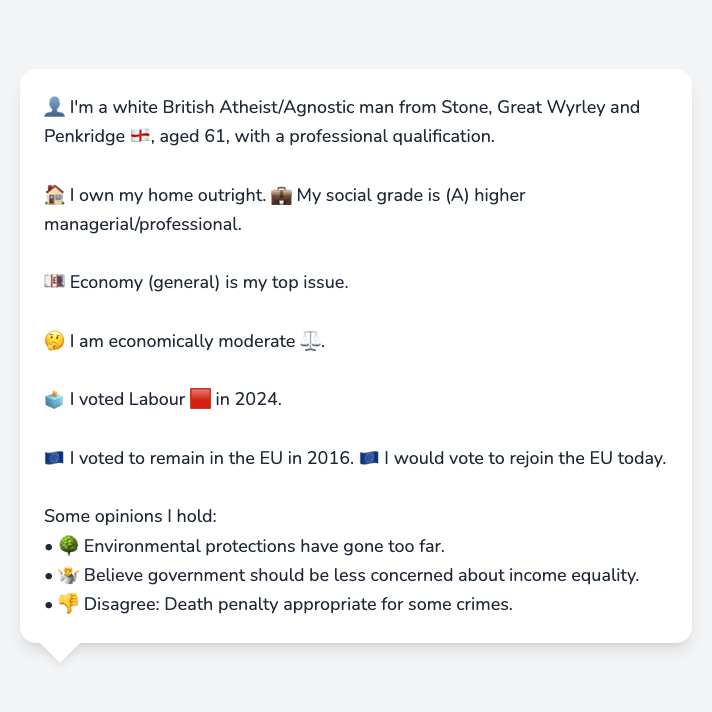 👤 I'm a white British Atheist/Agnostic man from Stone, Great Wyrley and
Penkridge 🏴󠁧󠁢󠁥󠁮󠁧󠁿, aged 61, with a professional qualification.
🏠 I own my home outright. 💼 My social grade is (A) higher
managerial/professional.
💷 Economy (general) is my top issue.
🤔 I am economically moderate ⚖️.
🗳️ I voted Labour 🟥 in 2024.
🇪🇺 I voted to remain in the EU in 2016. 🇪🇺 I would vote to rejoin the EU today.
Some opinions I hold:
• 🌳 Environmental protections have gone too far.
• 🤷 Believe government should be less concerned about income equality.
• 👎 Disagree: Death penalty appropriate for some crimes.